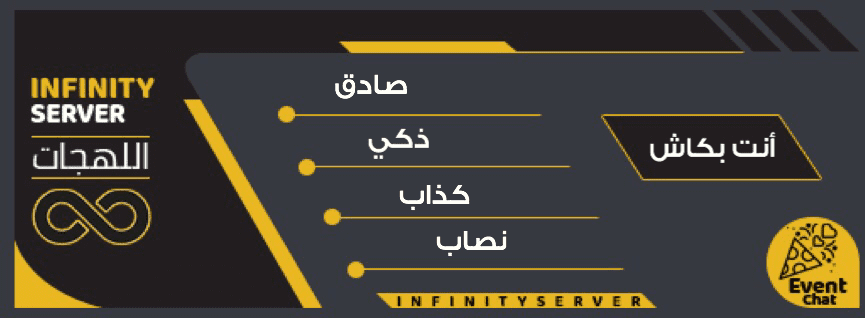 INFINITY
SERVER
اللهجات
صادق
ذكي
كذاب
نصاب
أنت بكاش
Event
Chat
INFINITYSERVER